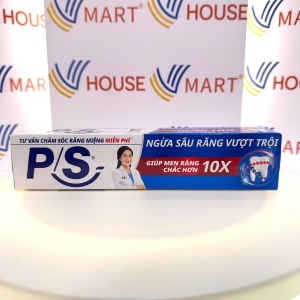 HOUSE
MART
HOUSE
MART
HOUSE
MART
HOUSE
MART
HOUSE
TƯ VẤN CHĂM SÓC RĂNG MIỆNG MIỄN PHÍ
P/S
NGỪA SÂU RĂNG VƯỢT TRỘI
GIÚP MEN RĂNG
CHẮC HƠN 10X